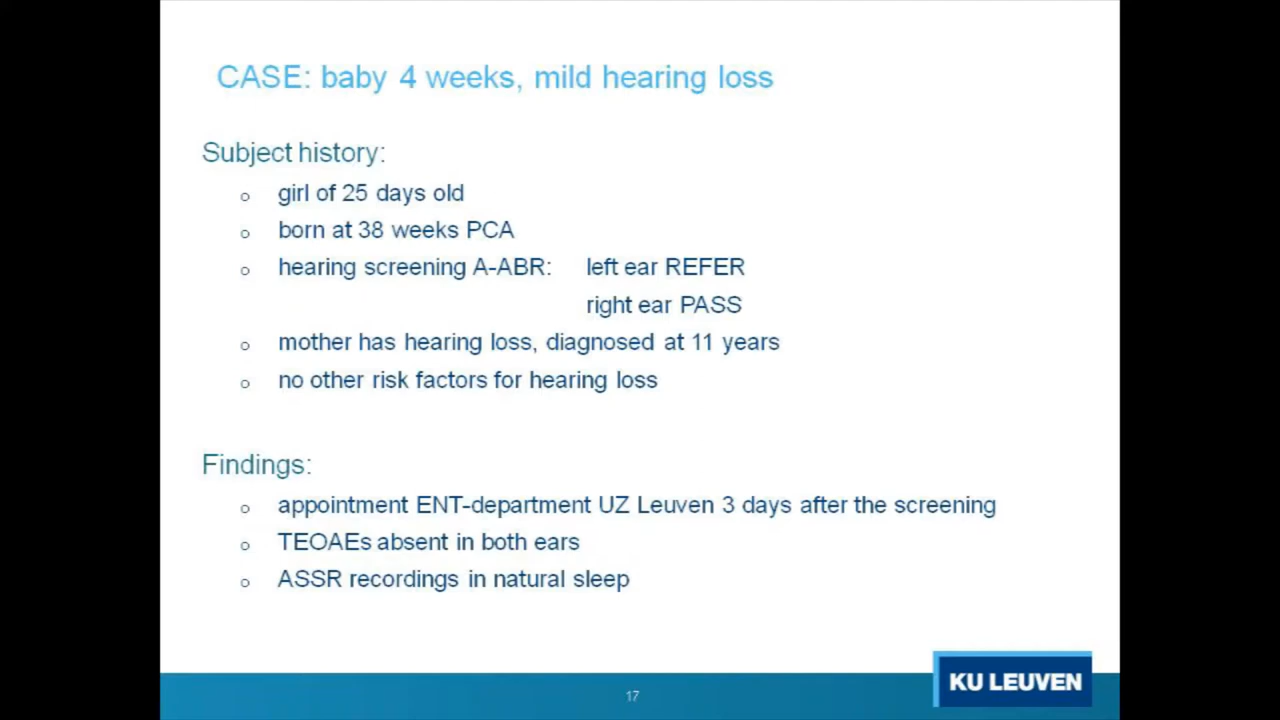 CASE: baby 4 weeks, mild hearing loss
Subject history:
girl of 25 days old
born at 38 weeks PCA
hearing screening A-ABR: left ear REFER
right ear PASS
mother has hearing loss, diagnosed at 11 years
no other risk factors for hearing loss
Findings:
appointment ENT-department UZ Leuven 3 days after the screening
TEOAEs absent in both ears
ASSR recordings in natural sleep
17
KU LEUVEN